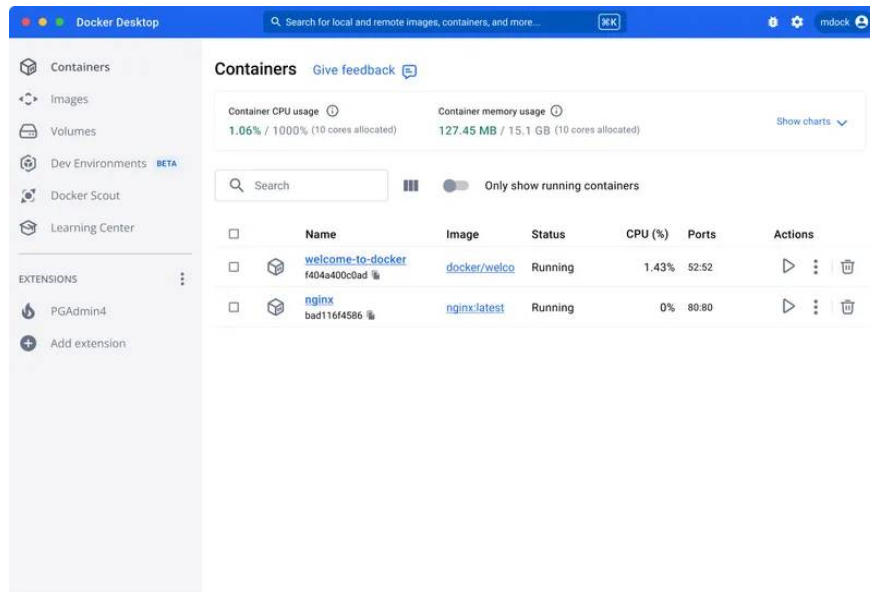 Docker Desktop
Search for local and remote images, containers, and more...
⌘K
mdock
Containers
Images
Volumes
Dev Environments BETA
Docker Scout
Learning Center
EXTENSIONS
PGAdmin4
Add extension
Containers Give feedback
Container CPU usage
1.06% / 1000% (10 cores allocated)
Container memory usage
127.45 MB / 15.1 GB (10 cores allocated)
Show charts
Search
Only show running containers
Name Image Status CPU (%) Ports Actions
welcome-to-docker docker/welco Running 1.43% 52:52
f404a400c0ad
nginx nginx:latest Running 0% 80:80
bad116f4586